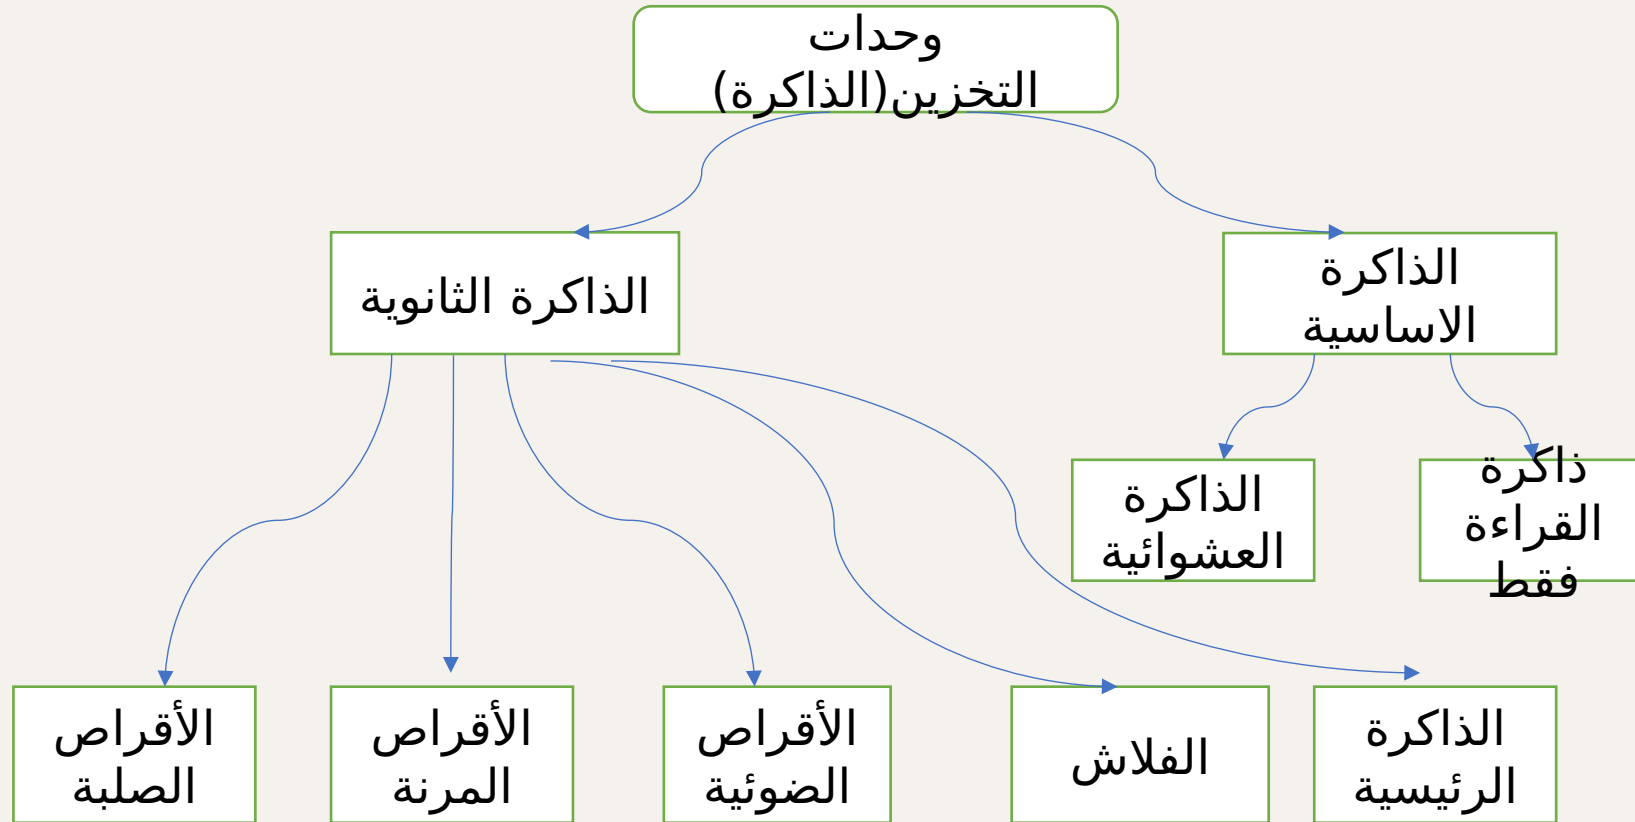 وحدات
التخزين(الذاكرة)
الذاكرة
الاساسية
الذاكرة الثانوية
ذاكرة
القراءة
فقط
الذاكرة
العشوائية
الذاكرة
الرئيسية
الفلاش
الأقراص
الضوئية
الأقراص
المرنة
الأقراص
الصلبة